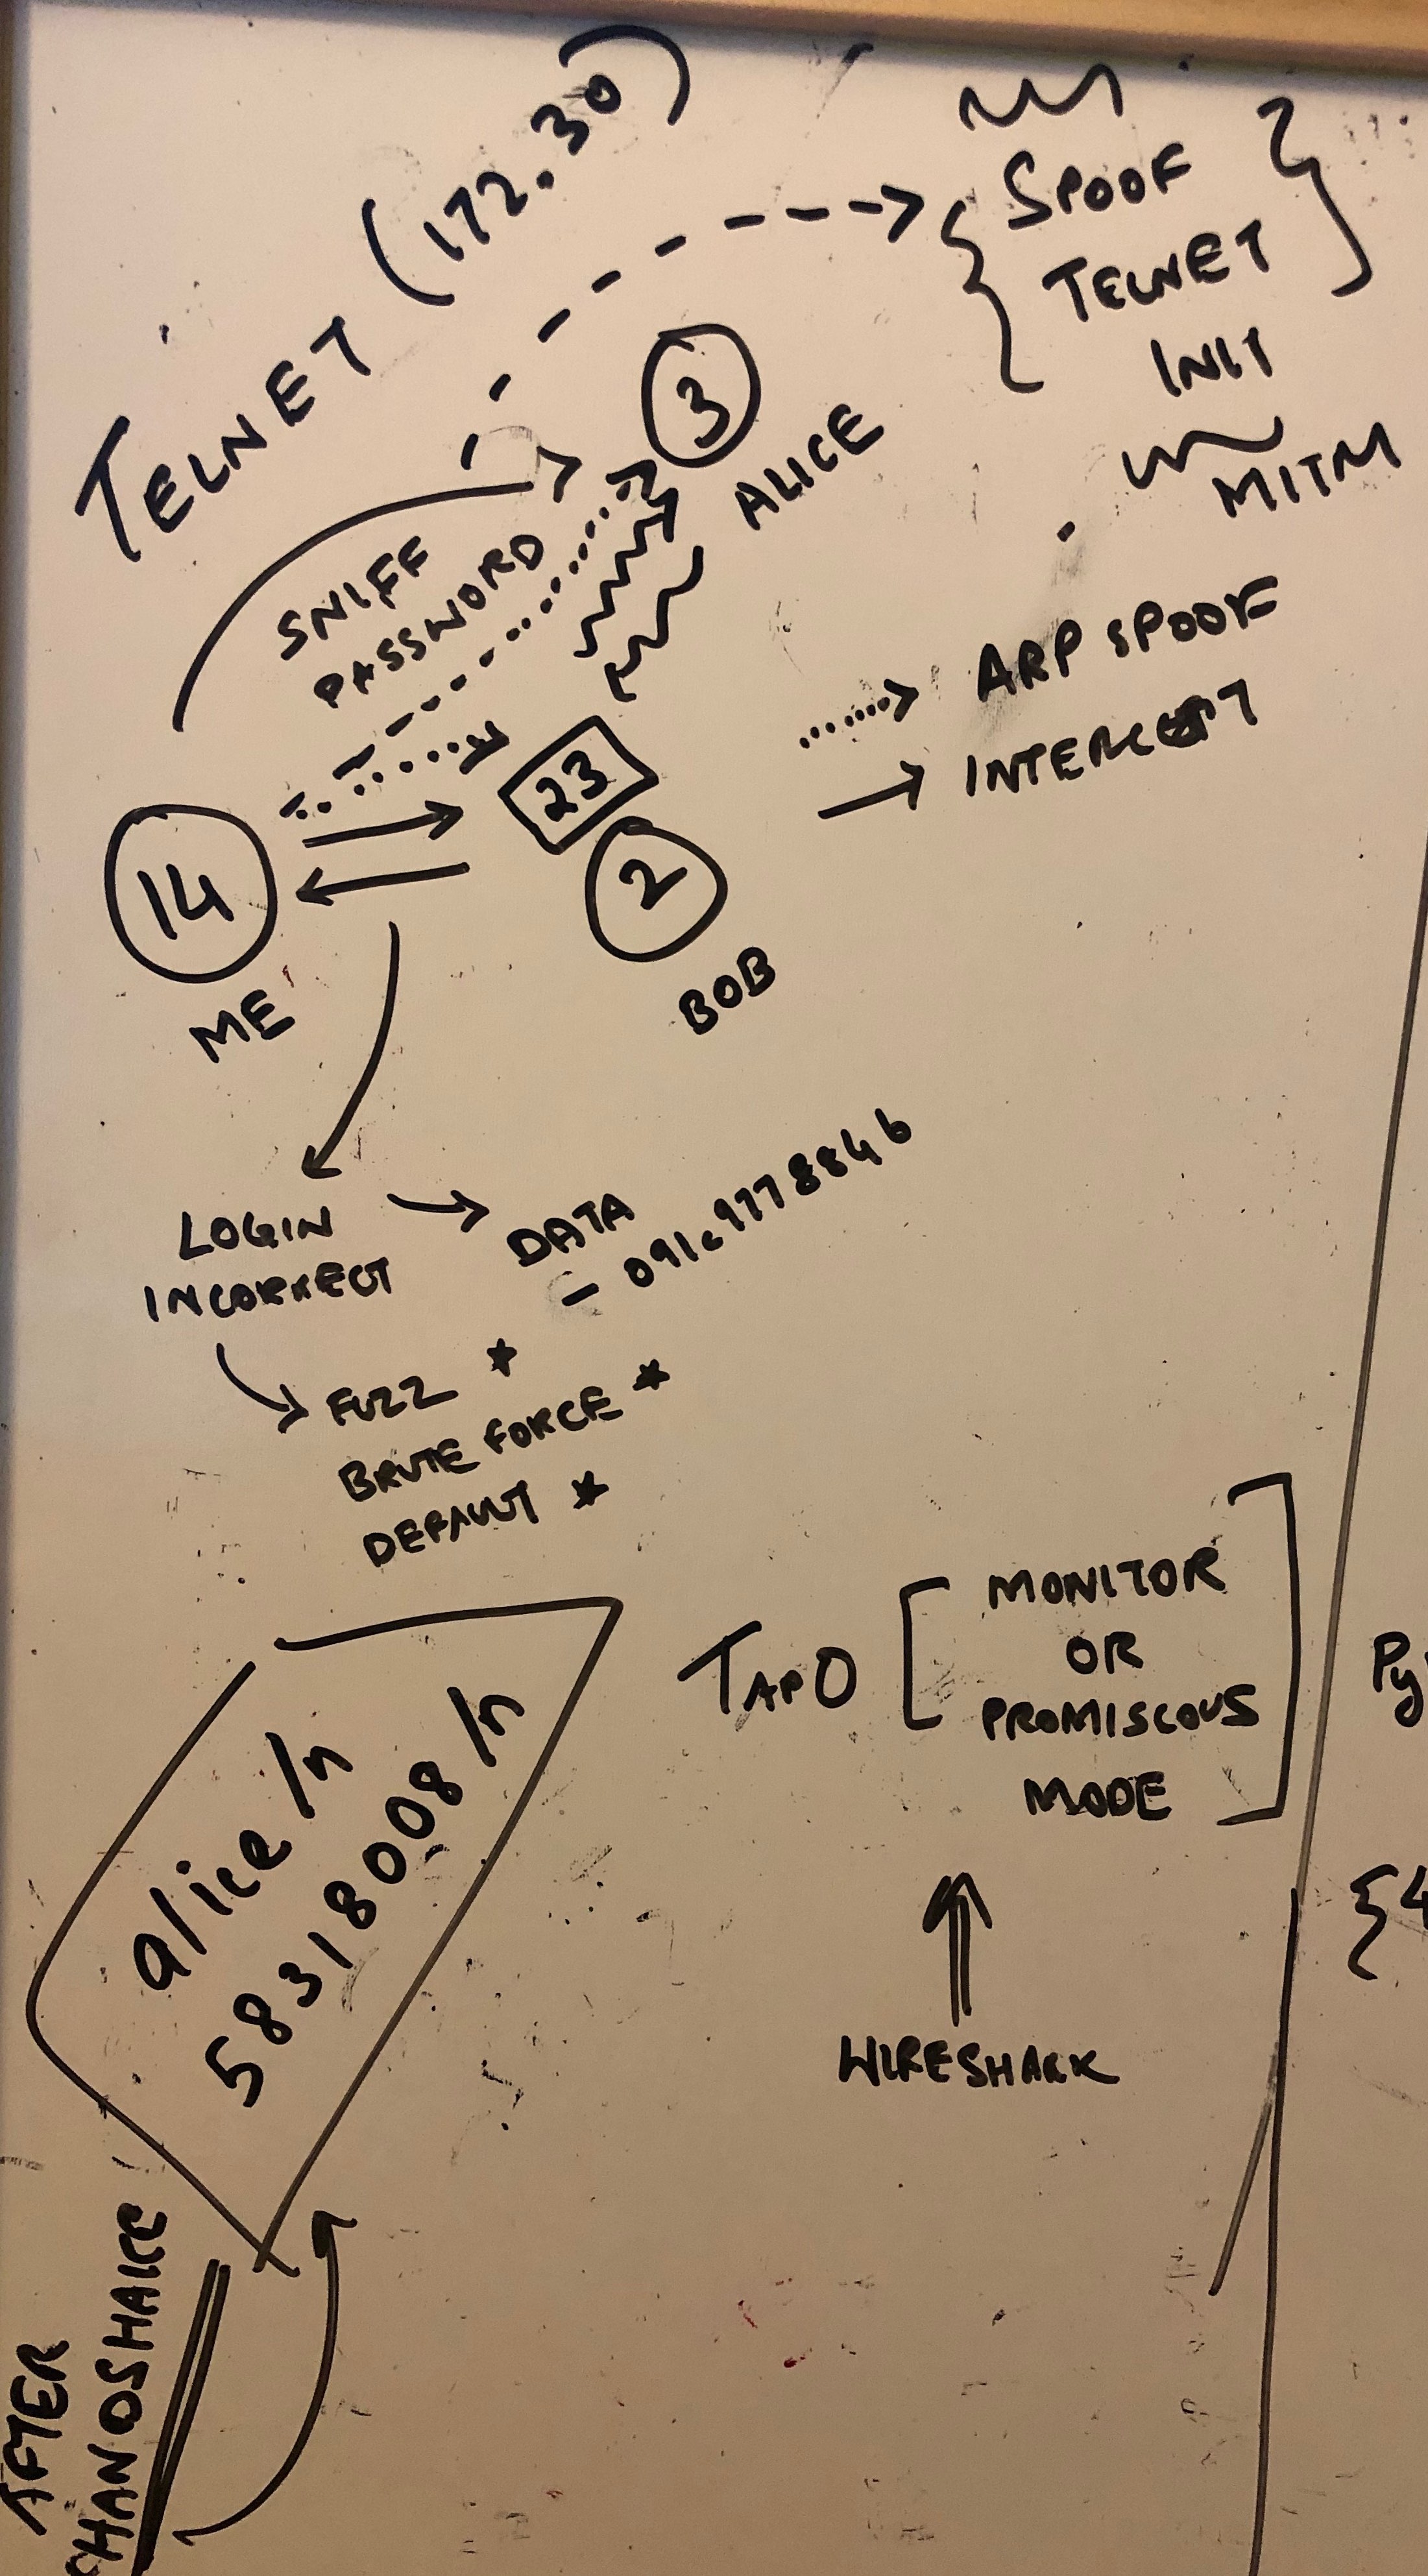 TELNET (172.30)
SPOOF
TELNET
INIT
MITM
3
ALICE
SNIFF
PASSWORD
ARP SPOOF
INTERCEPT
23
14
2
ME
BOB
LOGIN
INCORRECT
DATA
FUZZ *
BRUTE FORCE *
DEFAULT *
TAP0
MONITOR
OR
PROMISCOUS
MODE
WIRESHARK
alice /n
58318008 /n
AFTER
HANDSHAKE
Py
{4